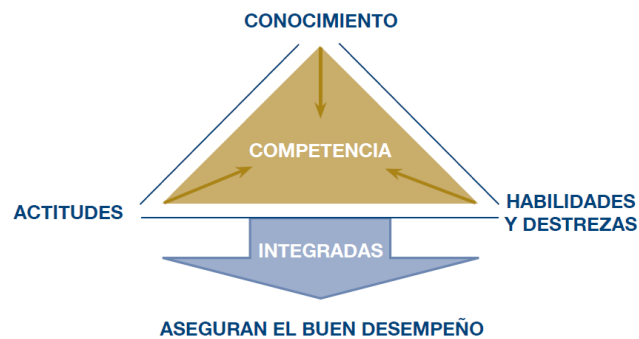 CONOCIMIENTO
COMPETENCIA
ACTITUDES
HABILIDADES
Y DESTREZAS
INTEGRADAS
ASEGURAN EL BUEN DESEMPEÑO